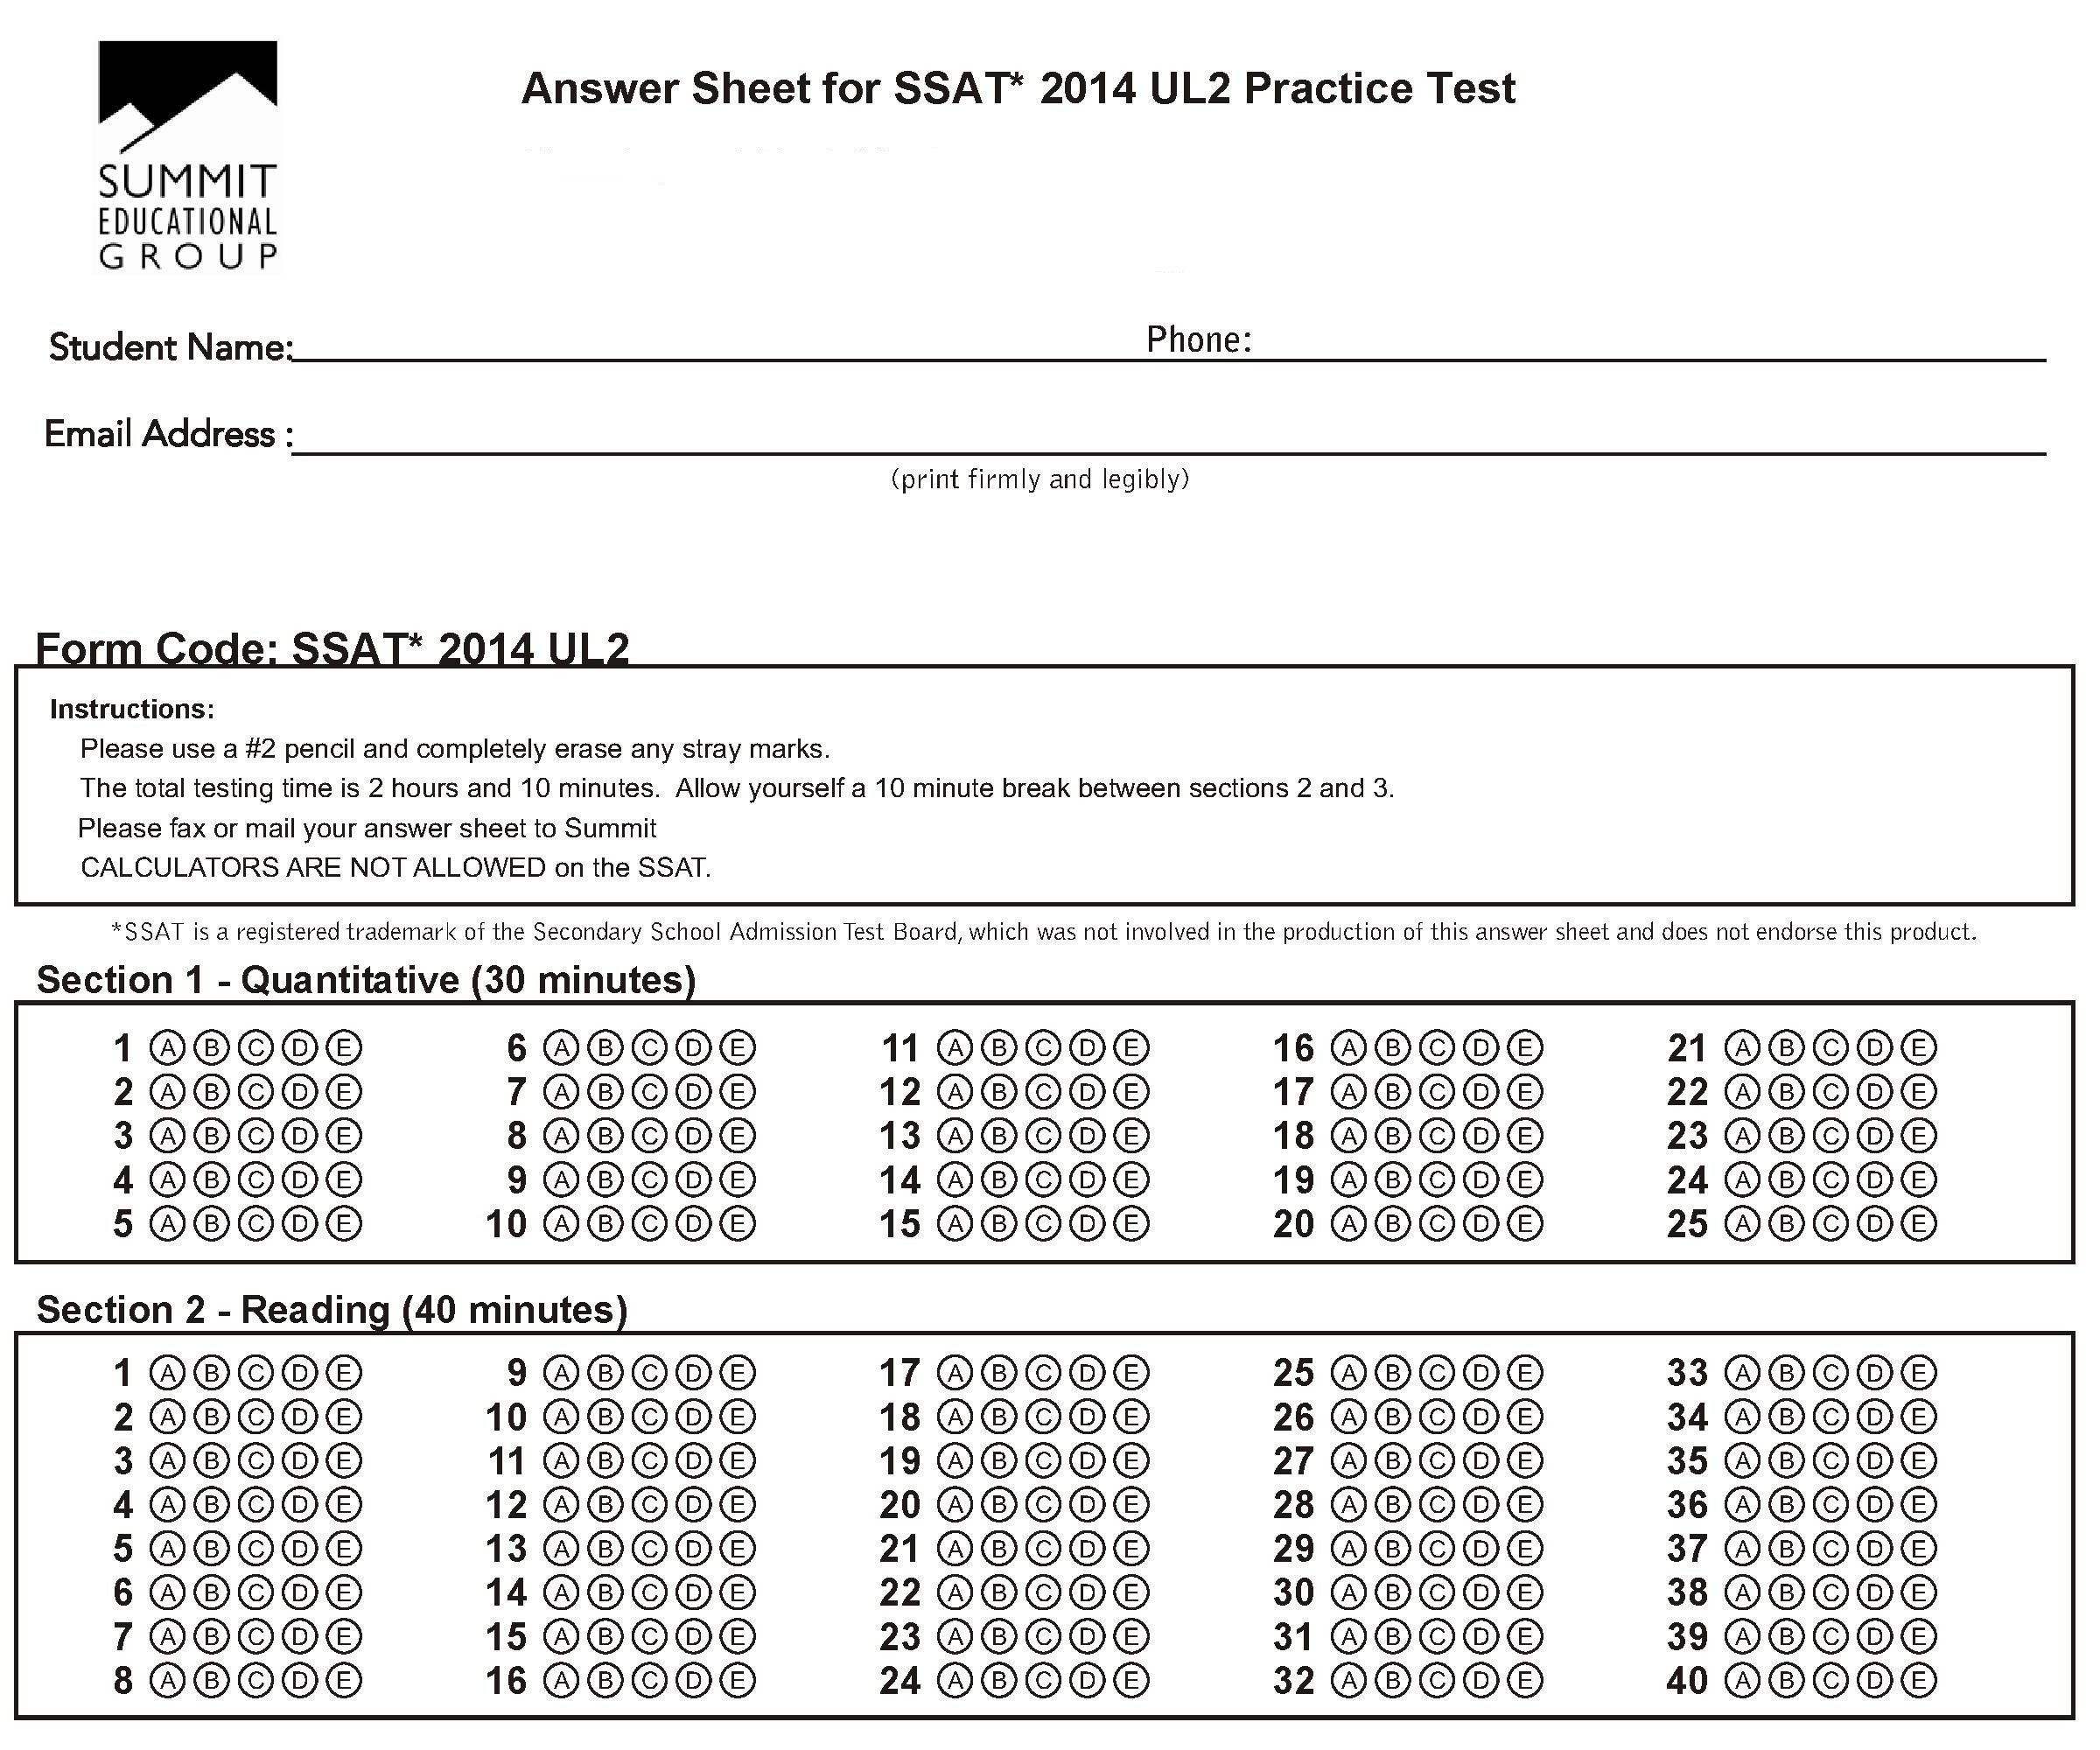 SUMMIT
EDUCATIONAL
GROUP
Answer Sheet for SSAT* 2014 UL2 Practice Test
Student Name: Phone:
Email Address :
(print firmly and legibly)
Form Code: SSAT* 2014 UL2
Instructions:
Please use a #2 pencil and completely erase any stray marks.
The total testing time is 2 hours and 10 minutes. Allow yourself a 10 minute break between sections 2 and 3.
Please fax or mail your answer sheet to Summit
CALCULATORS ARE NOT ALLOWED on the SSAT.
*SSAT is a registered trademark of the Secondary School Admission Test Board, which was not involved in the production of this answer sheet and does not endorse this product.
Section 1 - Quantitative (30 minutes)
1 A B C D E 6 A B C D E 11 A B C D E 16 A B C D E 21 A B C D E
2 A B C D E 7 A B C D E 12 A B C D E 17 A B C D E 22 A B C D E
3 A B C D E 8 A B C D E 13 A B C D E 18 A B C D E 23 A B C D E
4 A B C D E 9 A B C D E 14 A B C D E 19 A B C D E 24 A B C D E
5 A B C D E 10 A B C D E 15 A B C D E 20 A B C D E 25 A B C D E
Section 2 - Reading (40 minutes)
1 A B C D E 9 A B C D E 17 A B C D E 25 A B C D E 33 A B C D E
2 A B C D E 10 A B C D E 18 A B C D E 26 A B C D E 34 A B C D E
3 A B C D E 11 A B C D E 19 A B C D E 27 A B C D E 35 A B C D E
4 A B C D E 12 A B C D E 20 A B C D E 28 A B C D E 36 A B C D E
5 A B C D E 13 A B C D E 21 A B C D E 29 A B C D E 37 A B C D E
6 A B C D E 14 A B C D E 22 A B C D E 30 A B C D E 38 A B C D E
7 A B C D E 15 A B C D E 23 A B C D E 31 A B C D E 39 A B C D E
8 A B C D E 16 A B C D E 24 A B C D E 32 A B C D E 40 A B C D E